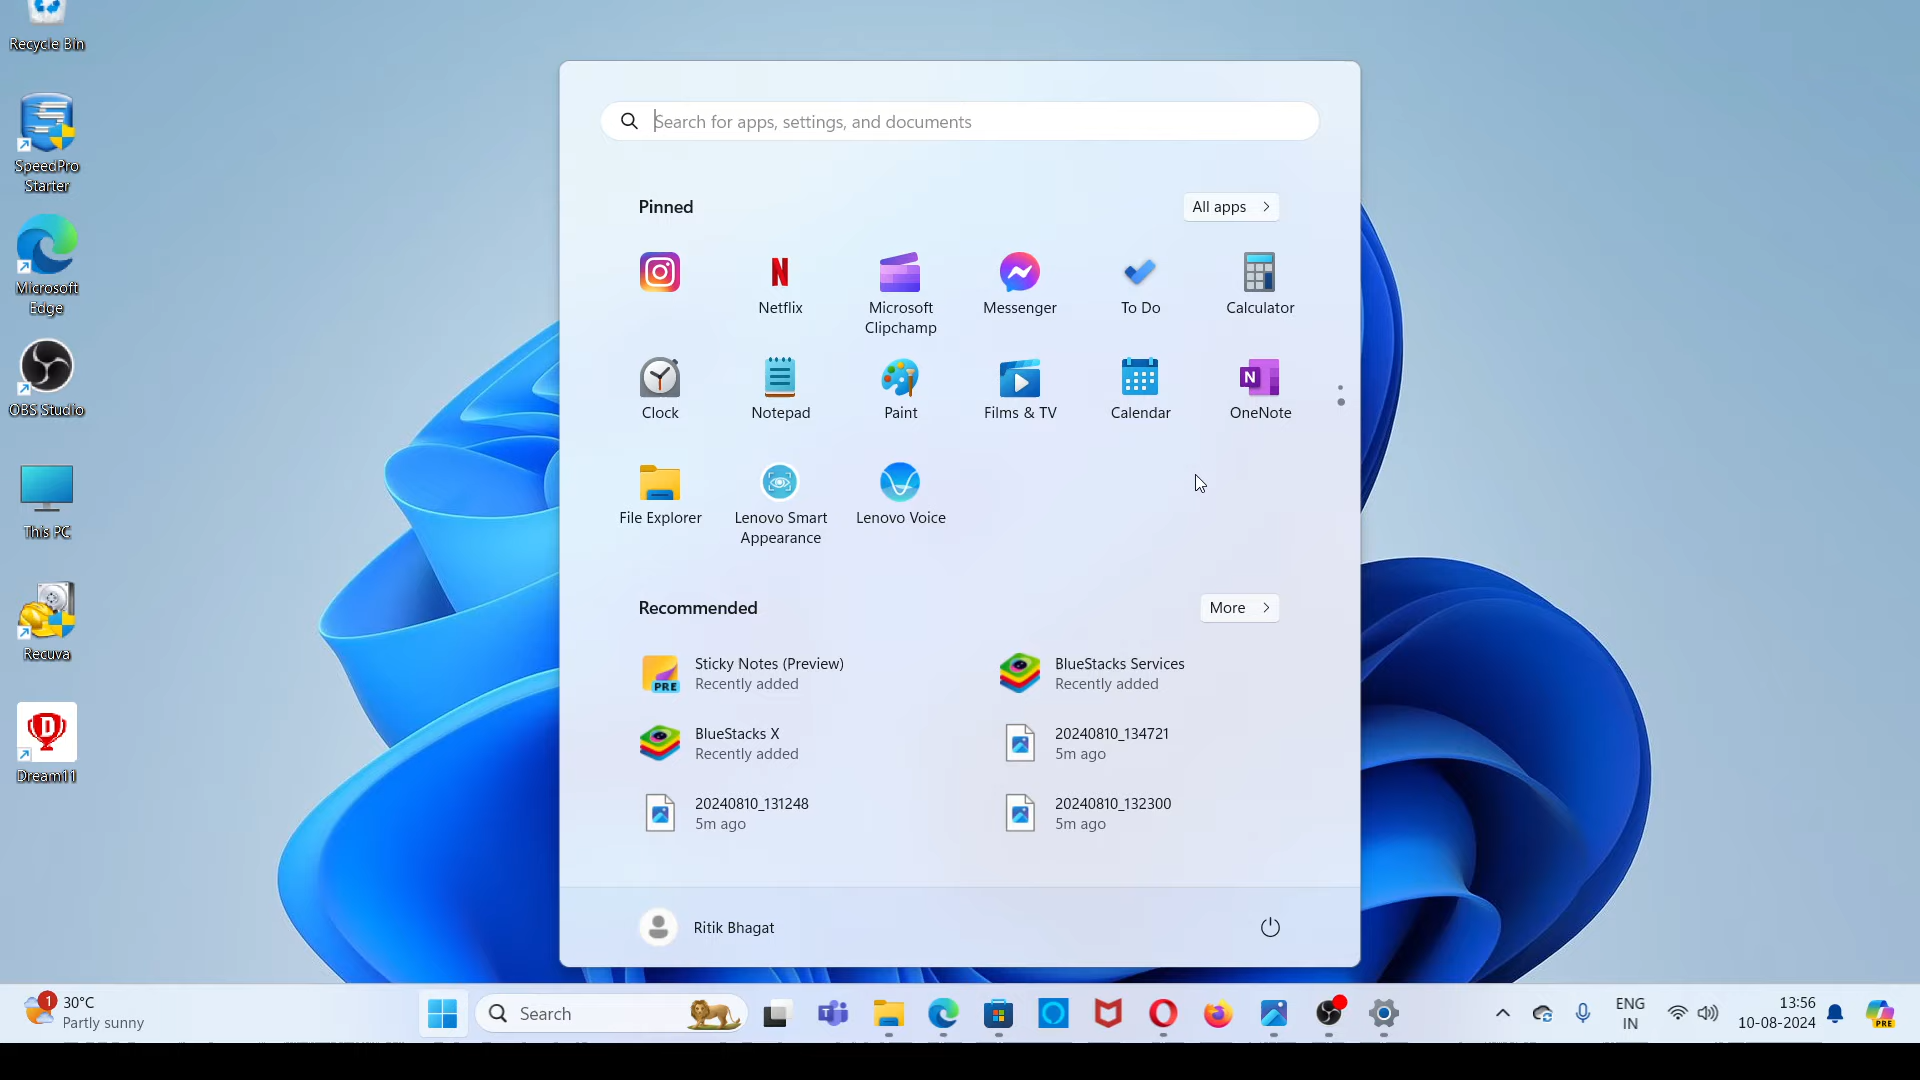 Recycle Bin
SpeedPro
Starter
Microsoft
Edge
OBS Studio
This PC
Recuva
Dream11
Search for apps, settings, and documents
Pinned
All apps
Netflix
Microsoft
Clipchamp
Messenger
To Do
Calculator
Clock
Notepad
Paint
Films & TV
Calendar
OneNote
File Explorer
Lenovo Smart
Appearance
Lenovo Voice
Recommended
More
Sticky Notes (Preview)
Recently added
BlueStacks Services
Recently added
BlueStacks X
Recently added
20240810_134721
5m ago
20240810_131248
5m ago
20240810_132300
5m ago
Ritik Bhagat
1
30°C
Partly sunny
Search
ENG
IN
13:56
10-08-2024
PRE